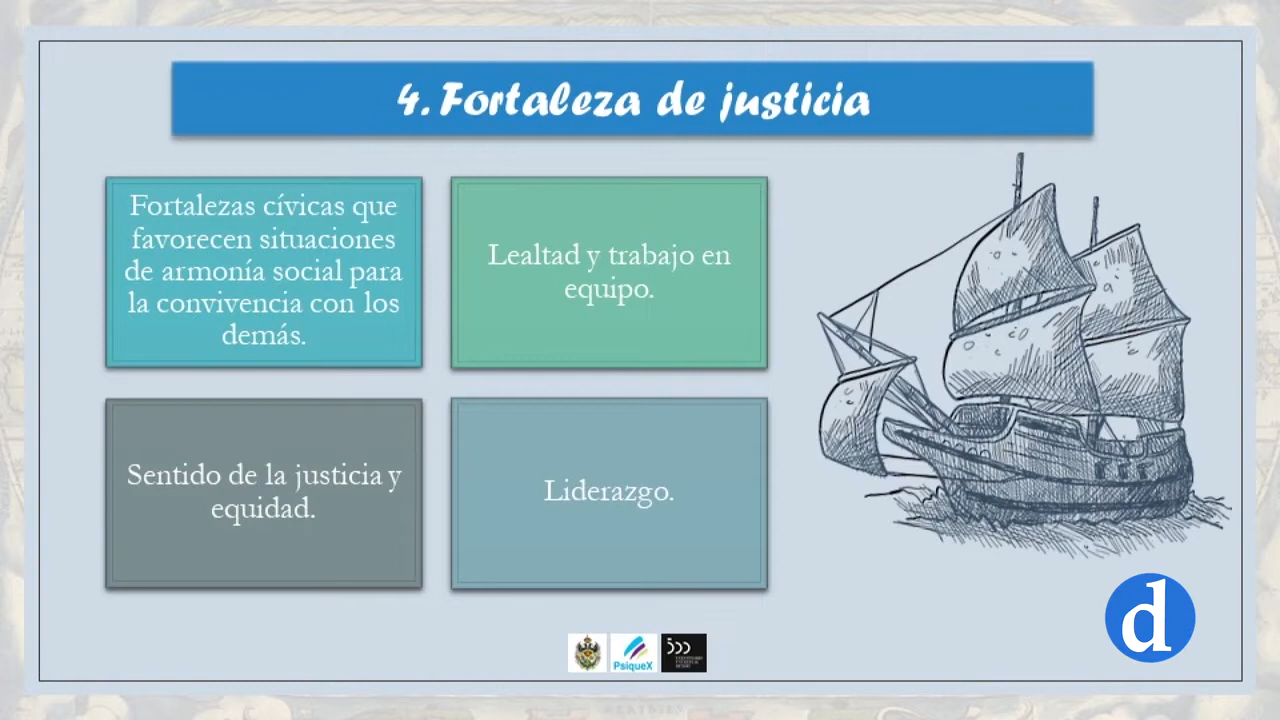 4. Fortaleza de justicia
Fortalezas cívicas que
favorecen situaciones
de armonía social para
la convivencia con los
demás.
Lealtad y trabajo en
equipo.
Sentido de la justicia y
equidad.
Liderazgo.
PsiqueX
d